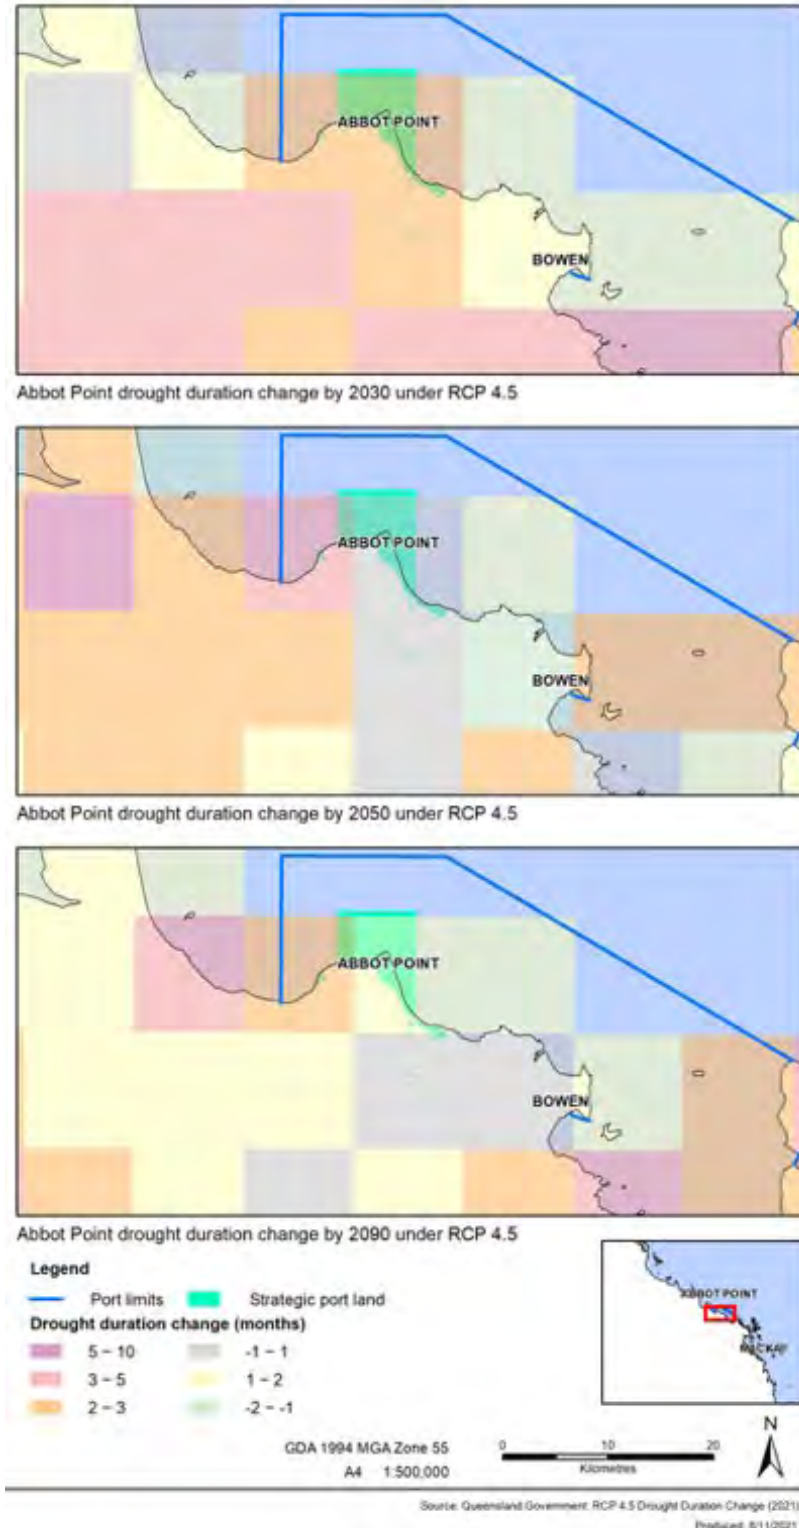 ABBOT POINT
BOWEN
Abbot Point drought duration change by 2030 under RCP 4.5
ABBOT POINT
BOWEN
Abbot Point drought duration change by 2050 under RCP 4.5
ABBOT POINT
BOWEN
Abbot Point drought duration change by 2090 under RCP 4.5
Legend
Port limits Strategic port land
Drought duration change (months)
5 – 10 -1 – 1
3 – 5 1 – 2
2 – 3 -2 – -1
ABBOT POINT
MACKAY
GDA 1994 MGA Zone 55
A4 1:500,000
0 10 20
Kilometres
N
Source: Queensland Government: RCP 4.5 Drought Duration Change (2021)
Produced: 8/11/2021